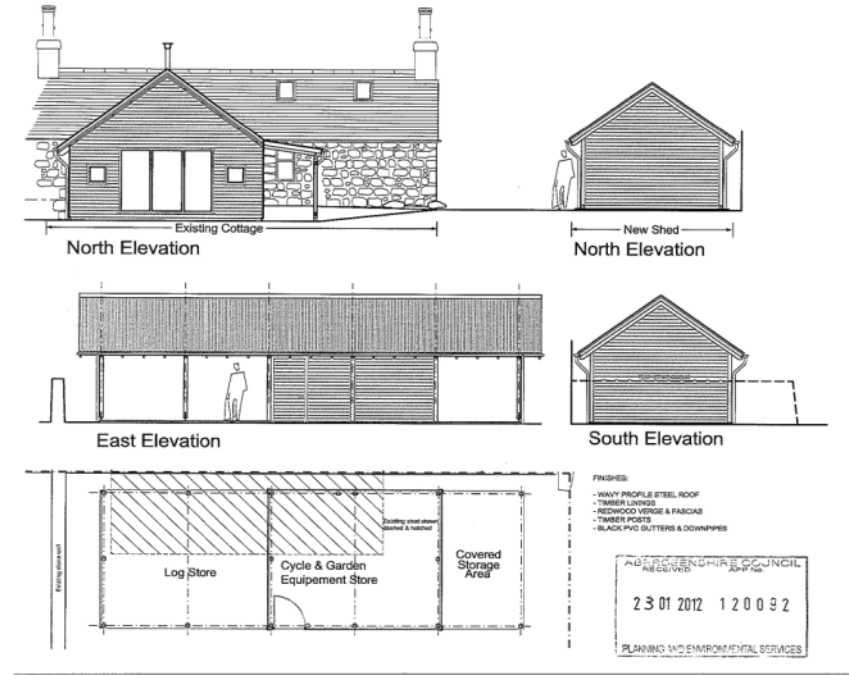 Existing Cottage
North Elevation
New Shed
North Elevation
East Elevation
South Elevation
Existing stone wall
Log Store
Cycle & Garden
Equipement Store
Existing shed shown
dashed & hatched
Covered
Storage
Area
FINISHES:
- WAVY PROFILE STEEL ROOF
- TIMBER LININGS
- REDWOOD VERGE & FASCIAS
- TIMBER POSTS
- BLACK PVC GUTTERS & DOWNPIPES
ABERDEENSHIRE COUNCIL
RECEIVED APP No.
23 01 2012 120092
PLANNING AND ENVIRONMENTAL SERVICES